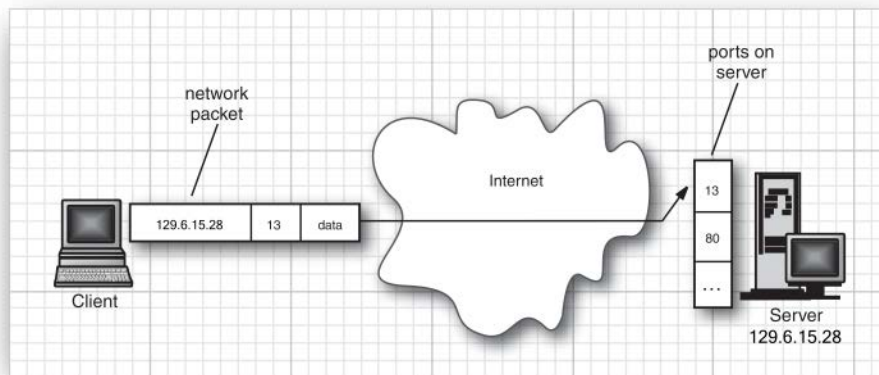 ports on
server
network
packet
Internet
13
129.6.15.28 13 data
80
...
Client
Server
129.6.15.28